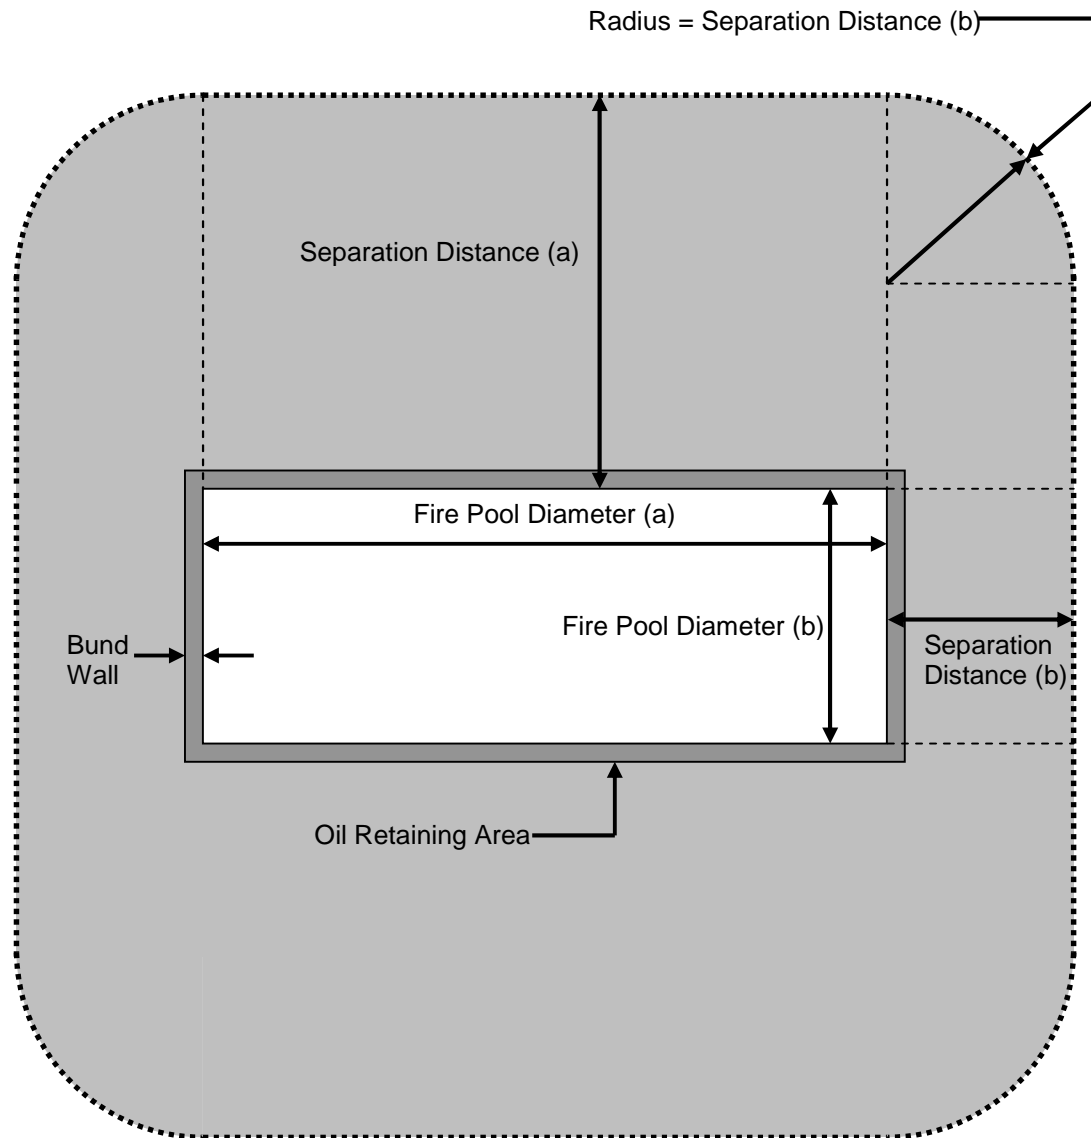 Radius = Separation Distance (b)
Separation Distance (a)
Fire Pool Diameter (a)
Fire Pool Diameter (b)
Bund
Wall
Separation
Distance (b)
Oil Retaining Area